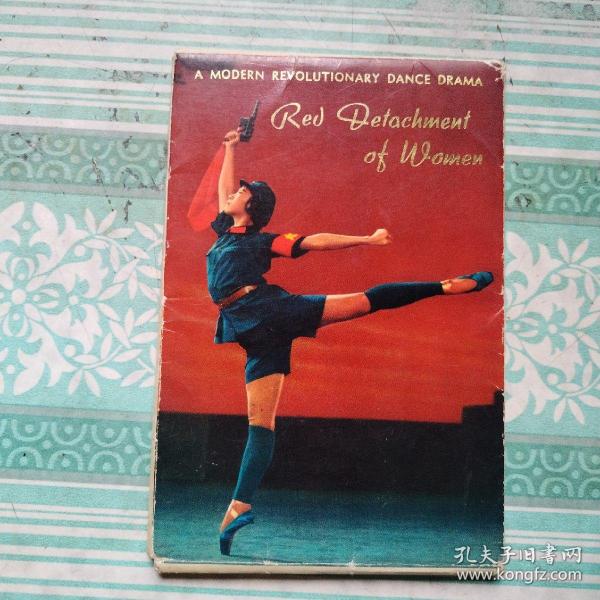 A MODERN REVOLUTIONARY DANCE DRAMA
Red Detachment
of Women
孔夫子旧书网
www.kongfz.com